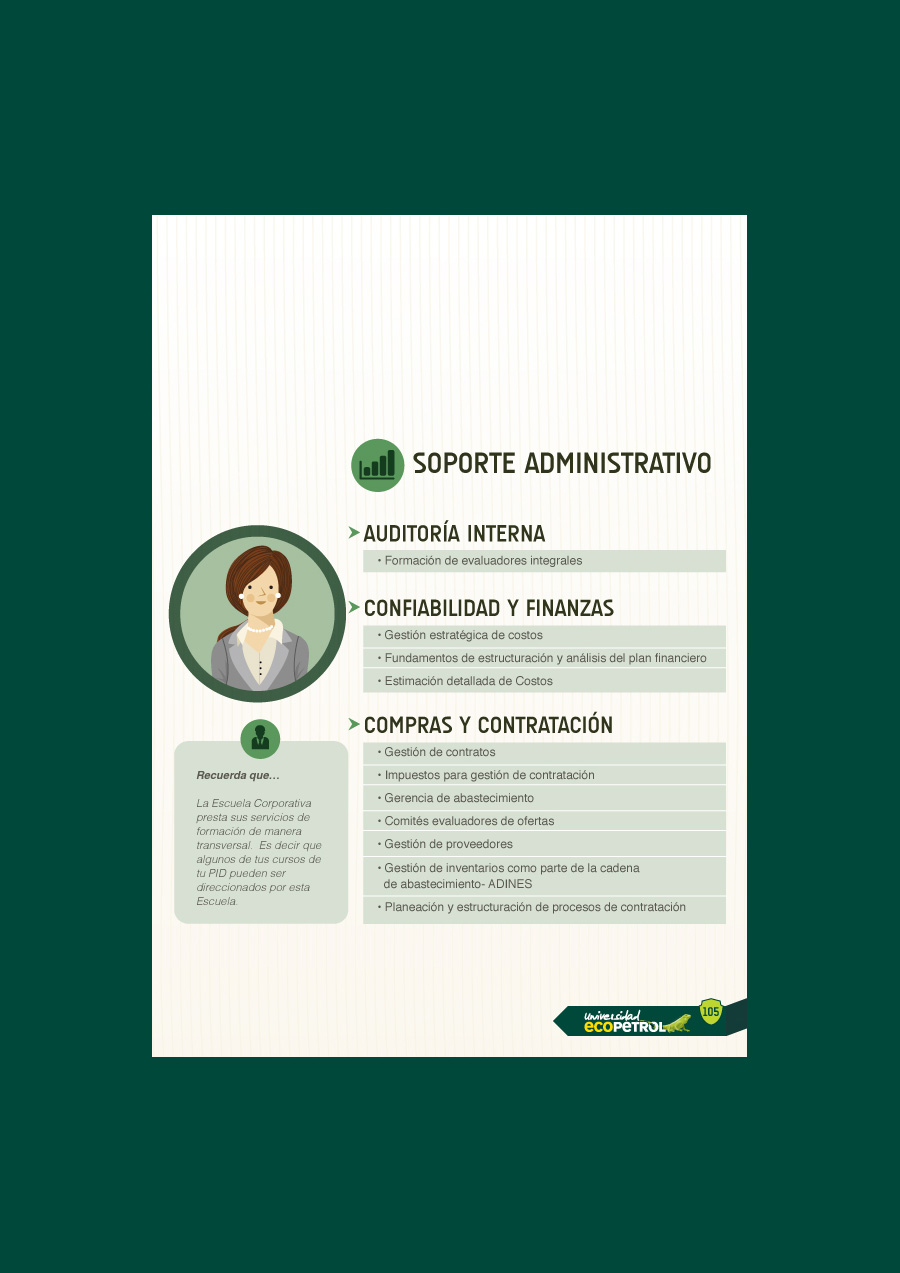 SOPORTE ADMINISTRATIVO
AUDITORÍA INTERNA
• Formación de evaluadores integrales
CONFIABILIDAD Y FINANZAS
• Gestión estratégica de costos
• Fundamentos de estructuración y análisis del plan financiero
• Estimación detallada de Costos
COMPRAS Y CONTRATACIÓN
• Gestión de contratos
• Impuestos para gestión de contratación
• Gerencia de abastecimiento
• Comités evaluadores de ofertas
• Gestión de proveedores
• Gestión de inventarios como parte de la cadena
de abastecimiento- ADINES
• Planeación y estructuración de procesos de contratación
Recuerda que...
La Escuela Corporativa
presta sus servicios de
formación de manera
transversal.  Es decir que
algunos de tus cursos de
tu PID pueden ser
direccionados por esta
Escuela.
universidad
ecopetrol
105